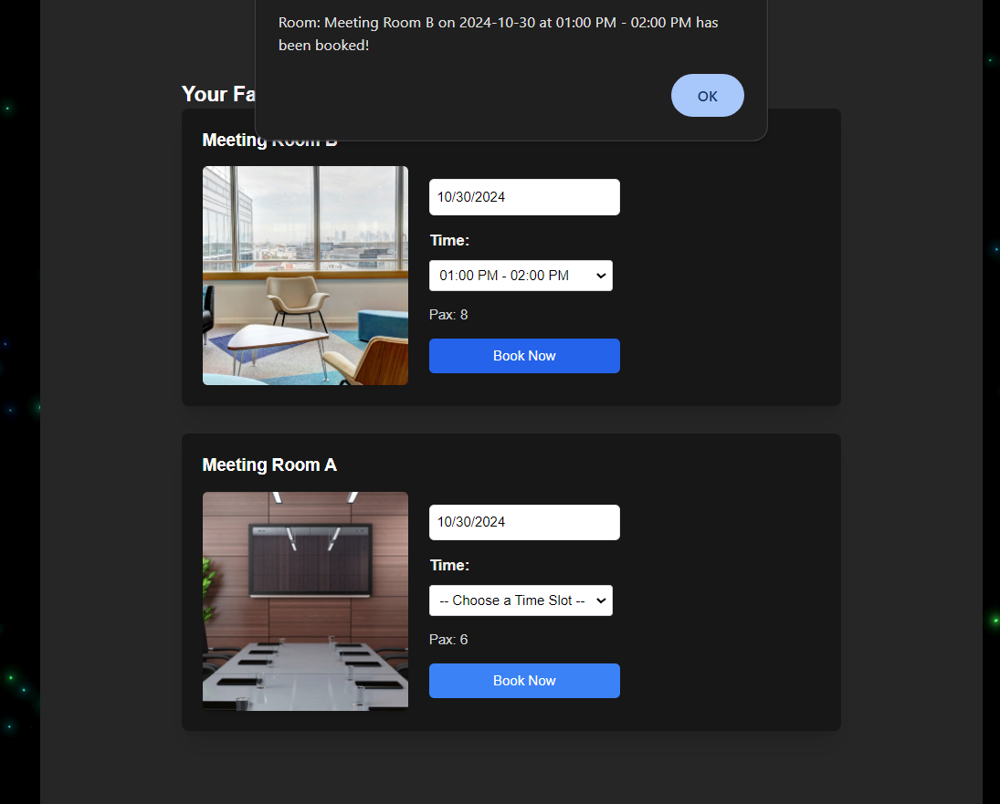 Room: Meeting Room B on 2024-10-30 at 01:00 PM - 02:00 PM has
been booked!
OK
Your Fa
Meeting Room B
10/30/2024
Time:
01:00 PM - 02:00 PM
Pax: 8
Book Now
Meeting Room A
10/30/2024
Time:
-- Choose a Time Slot --
Pax: 6
Book Now